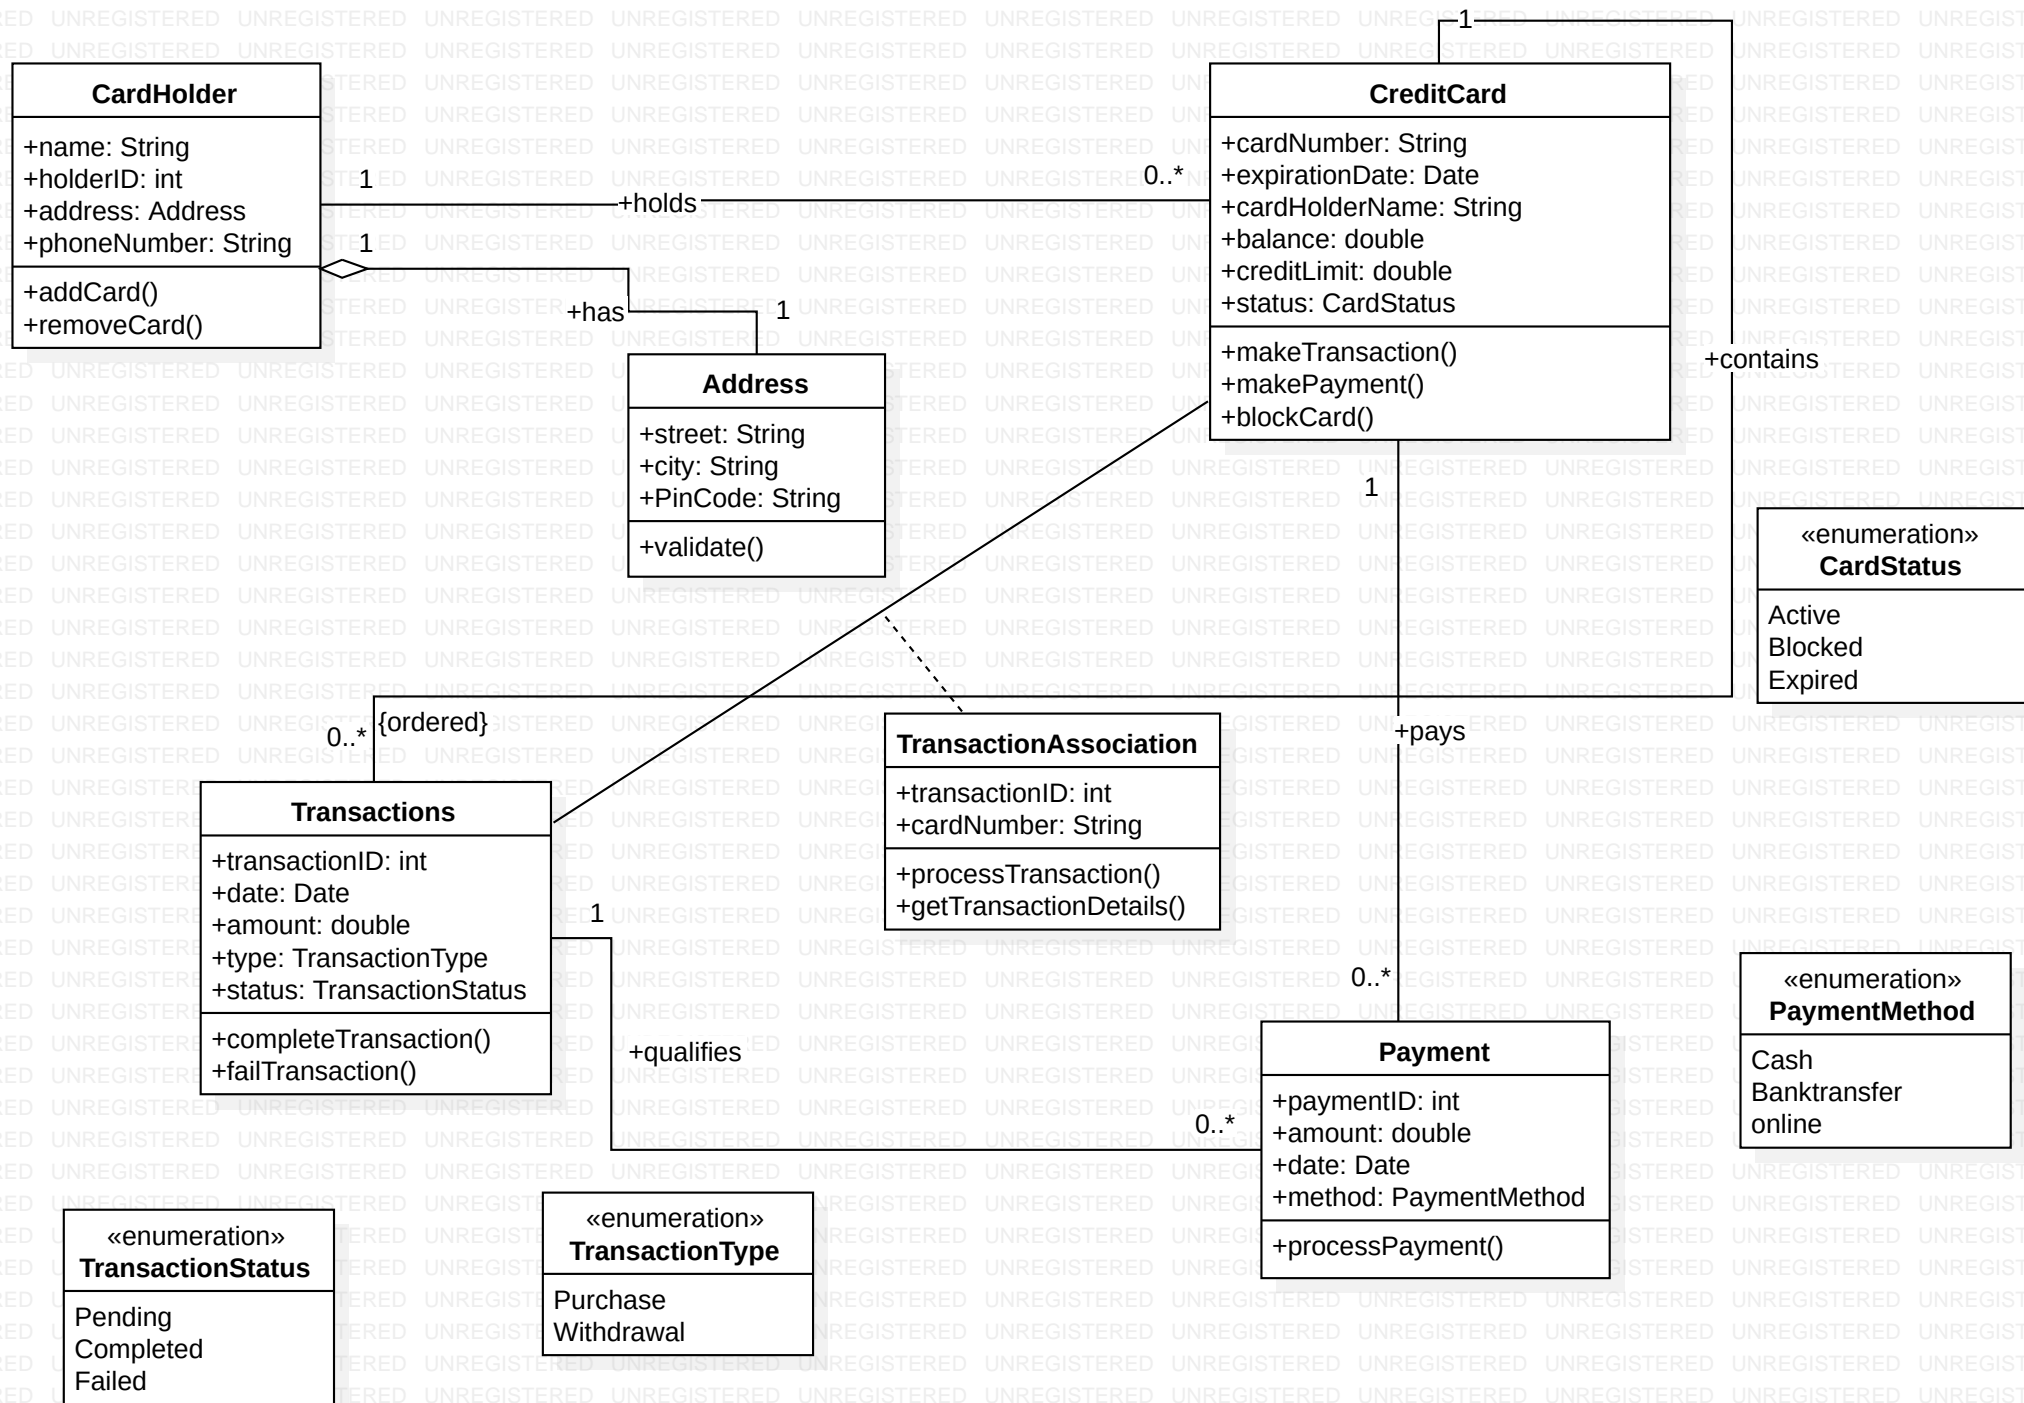 CardHolder
+name: String
+holderID: int
+address: Address
+phoneNumber: String
+addCard()
+removeCard()
1
+holds
0..*
1
+has
1
CreditCard
+cardNumber: String
+expirationDate: Date
+cardHolderName: String
+balance: double
+creditLimit: double
+status: CardStatus
+makeTransaction()
+makePayment()
+blockCard()
1
+contains
Address
+street: String
+city: String
+PinCode: String
+validate()
1
«enumeration»
CardStatus
Active
Blocked
Expired
0..*
{ordered}
+pays
TransactionAssociation
+transactionID: int
+cardNumber: String
+processTransaction()
+getTransactionDetails()
Transactions
+transactionID: int
+date: Date
+amount: double
+type: TransactionType
+status: TransactionStatus
+completeTransaction()
+failTransaction()
1
+qualifies
0..*
0..*
Payment
+paymentID: int
+amount: double
+date: Date
+method: PaymentMethod
+processPayment()
«enumeration»
PaymentMethod
Cash
Banktransfer
online
«enumeration»
TransactionStatus
Pending
Completed
Failed
«enumeration»
TransactionType
Purchase
Withdrawal
UNREGISTERED